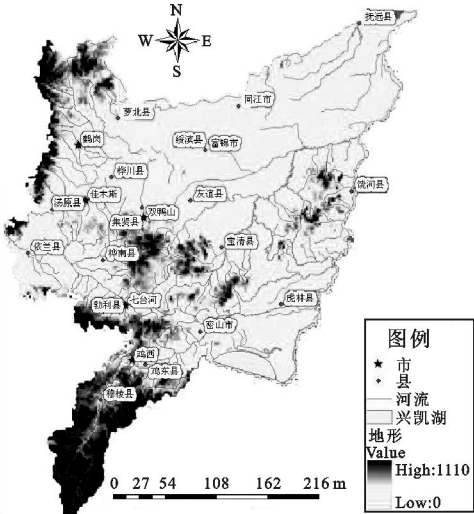 N
W E
S
抚远县
同江市
萝北县
绥滨县
富锦市
鹤岗
桦川县
饶河县
佳木斯
汤原县
友谊县
双鸭山
集贤县
宝清县
依兰县
桦南县
七台河
勃利县
虎林县
密山市
鸡西
鸡东县
穆棱县
图例
市
县
河流
兴凯湖
地形
Value
High:1110
Low:0
0 27 54 108 162 216 m